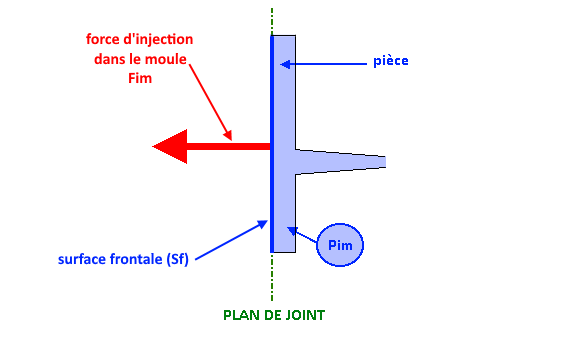 force d'injection
dans le moule
Fim
pièce
Pim
surface frontale (Sf)
PLAN DE JOINT